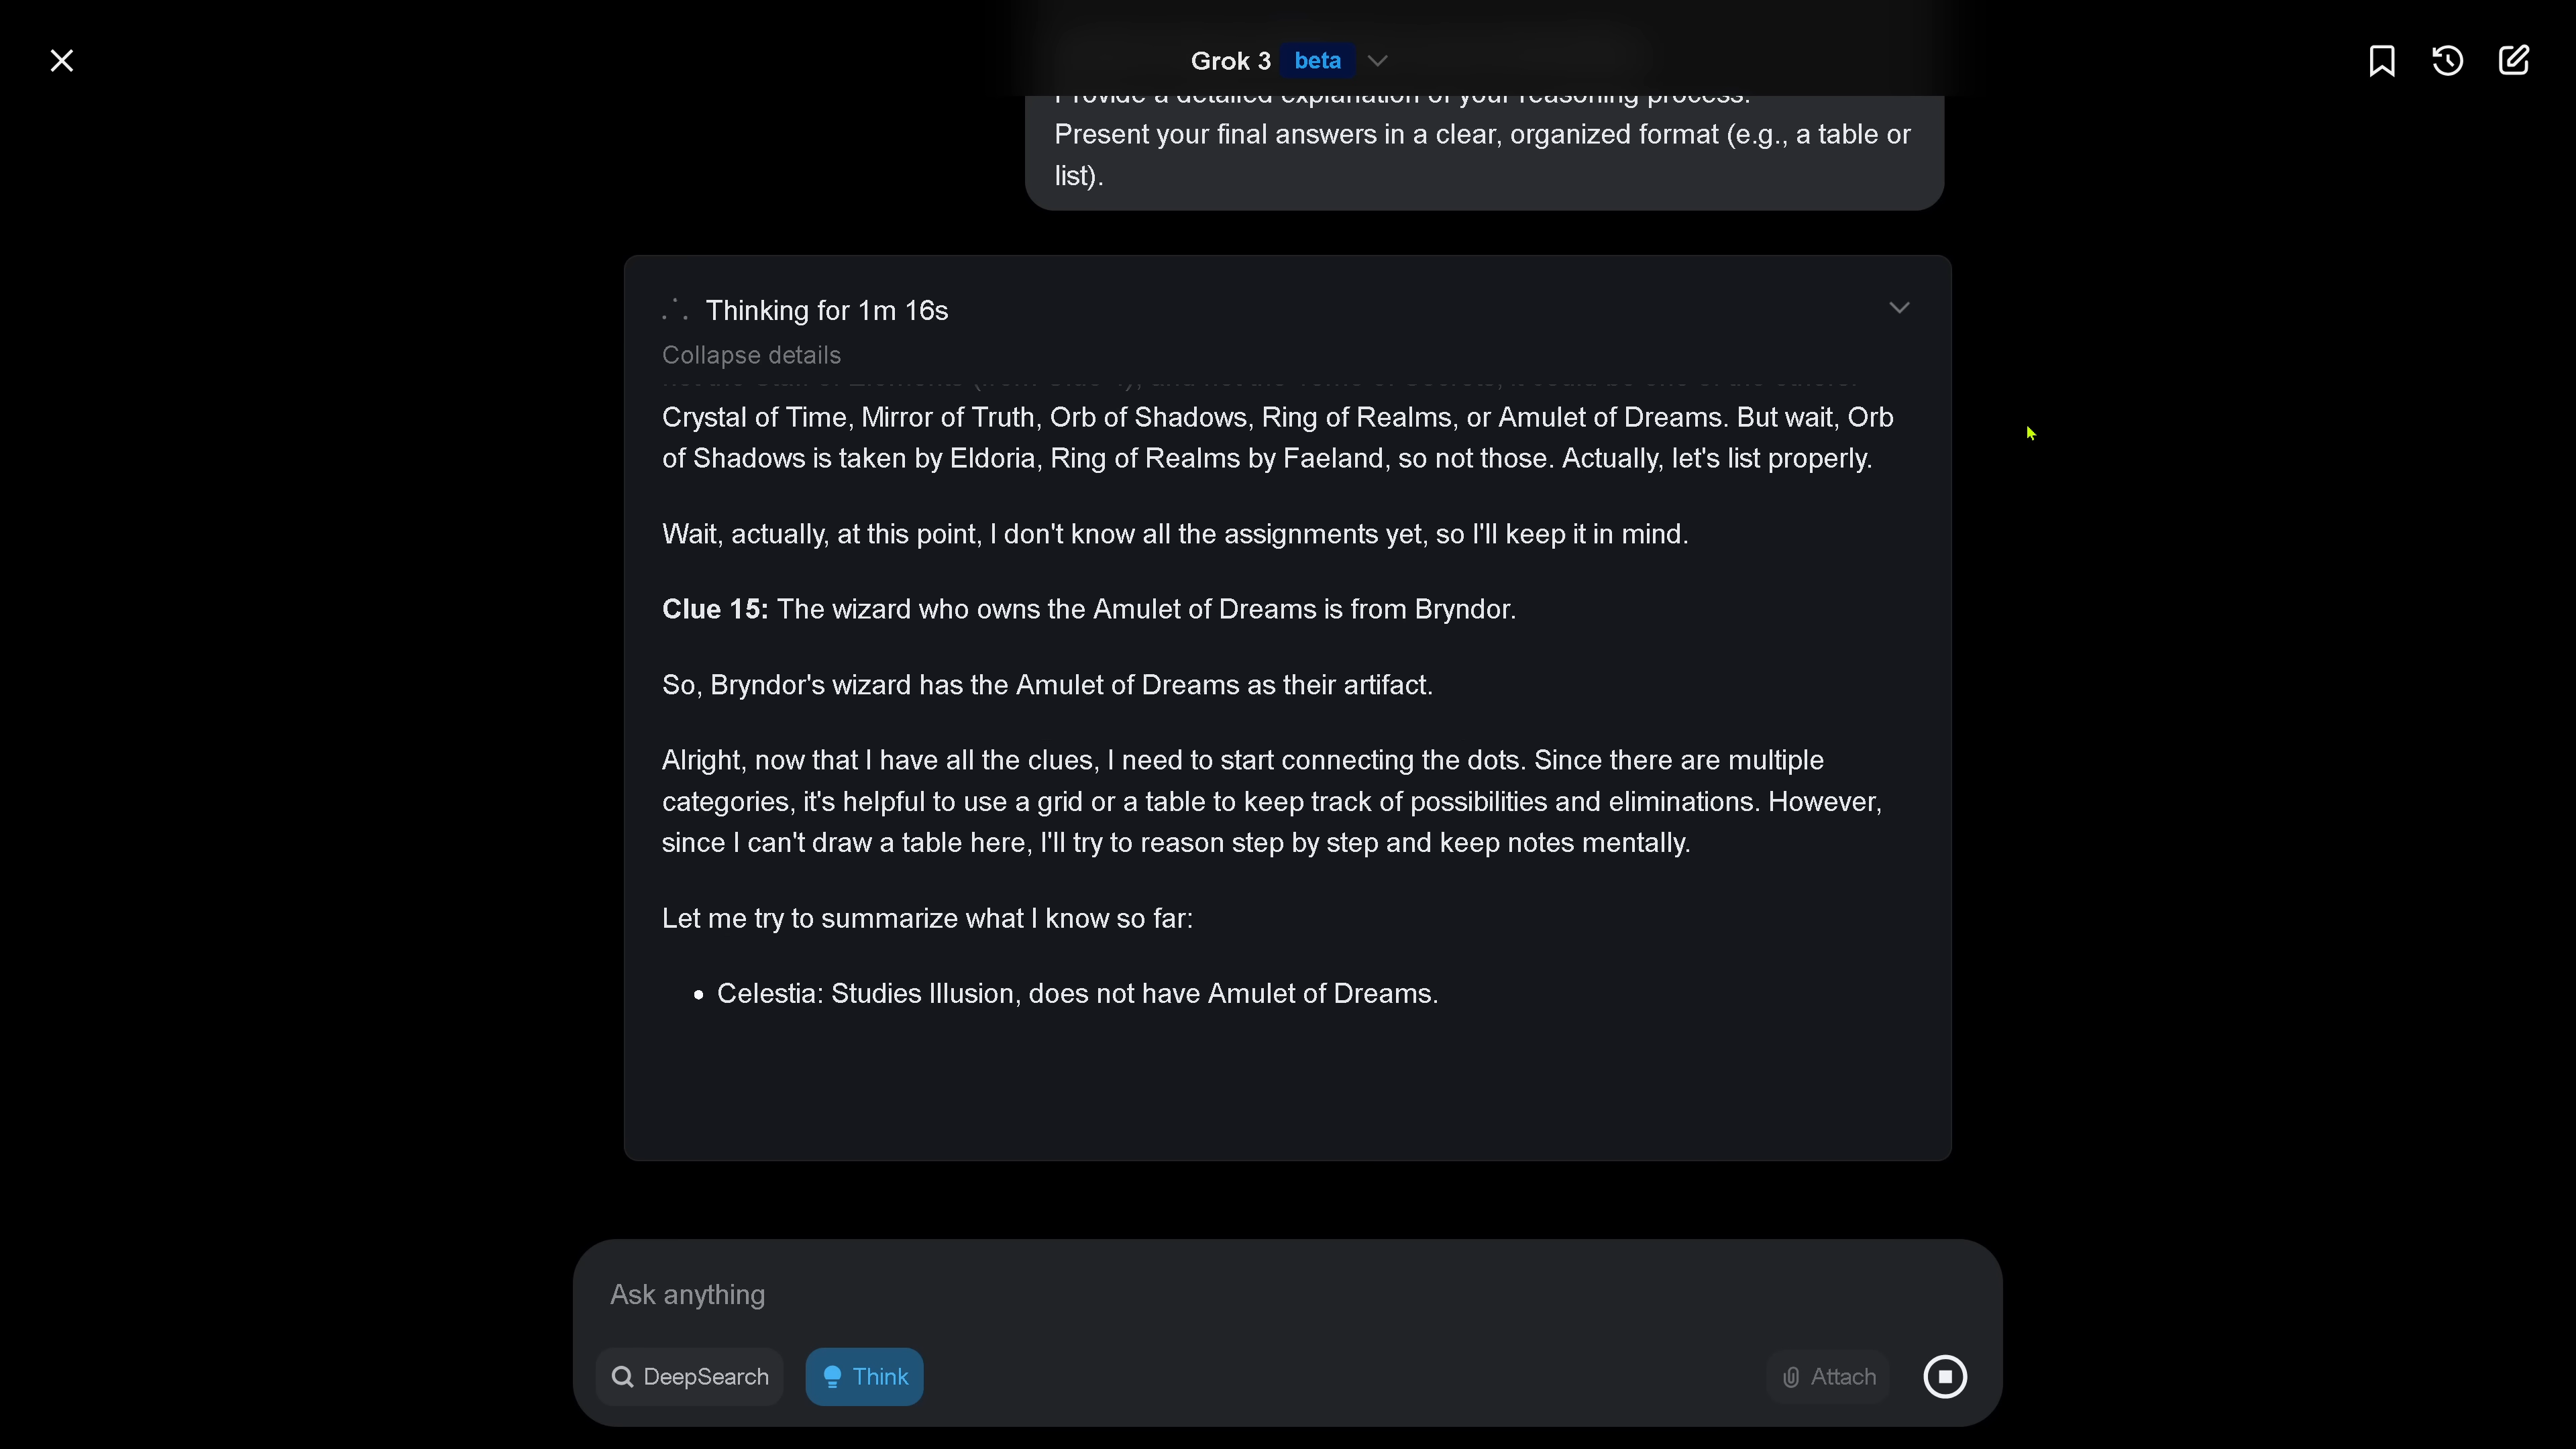 Grok 3 beta
Provide a detailed explanation of your reasoning process.
Present your final answers in a clear, organized format (e.g., a table or
list).
Thinking for 1m 16s
Collapse details
Crystal of Time, Mirror of Truth, Orb of Shadows, Ring of Realms, or Amulet of Dreams. But wait, Orb
of Shadows is taken by Eldoria, Ring of Realms by Faeland, so not those. Actually, let's list properly.
Wait, actually, at this point, I don't know all the assignments yet, so I'll keep it in mind.
Clue 15: The wizard who owns the Amulet of Dreams is from Bryndor.
So, Bryndor's wizard has the Amulet of Dreams as their artifact.
Alright, now that I have all the clues, I need to start connecting the dots. Since there are multiple
categories, it's helpful to use a grid or a table to keep track of possibilities and eliminations. However,
since I can't draw a table here, I'll try to reason step by step and keep notes mentally.
Let me try to summarize what I know so far:
• Celestia: Studies Illusion, does not have Amulet of Dreams.
Ask anything
DeepSearch
Think
Attach